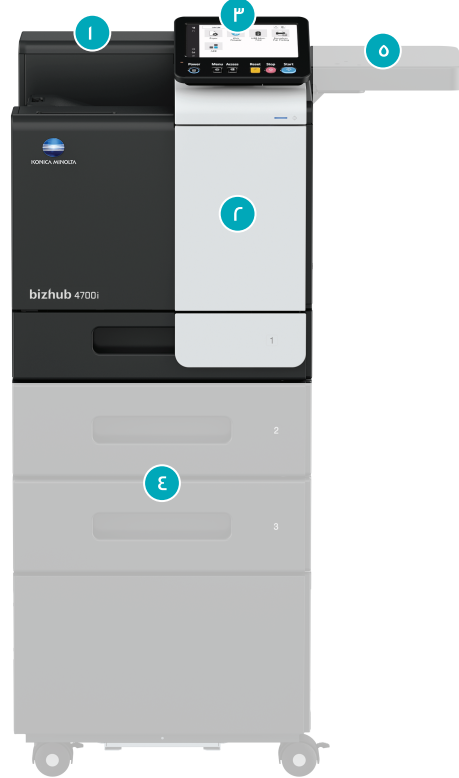 ٣
١
٥
Power Menu Access Reset Stop Start
KONICA MINOLTA
٢
bizhub 4700i
1
2
٤
3